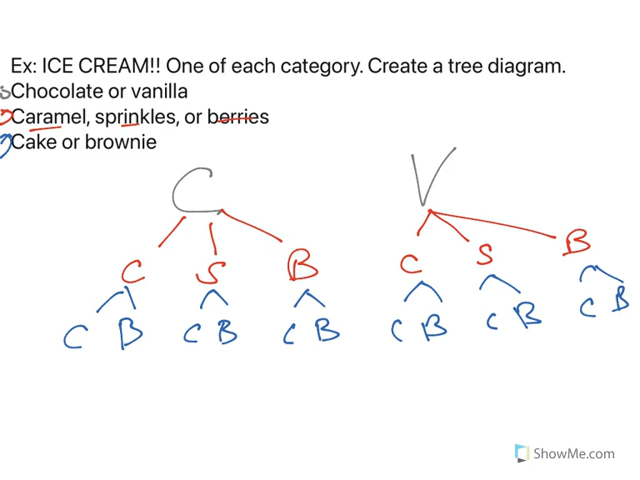 Ex: ICE CREAM!! One of each category. Create a tree diagram.
Chocolate or vanilla
Caramel, sprinkles, or berries
Cake or brownie
C V
C S B C S B
C B C B C B C B C B C B
ShowMe.com